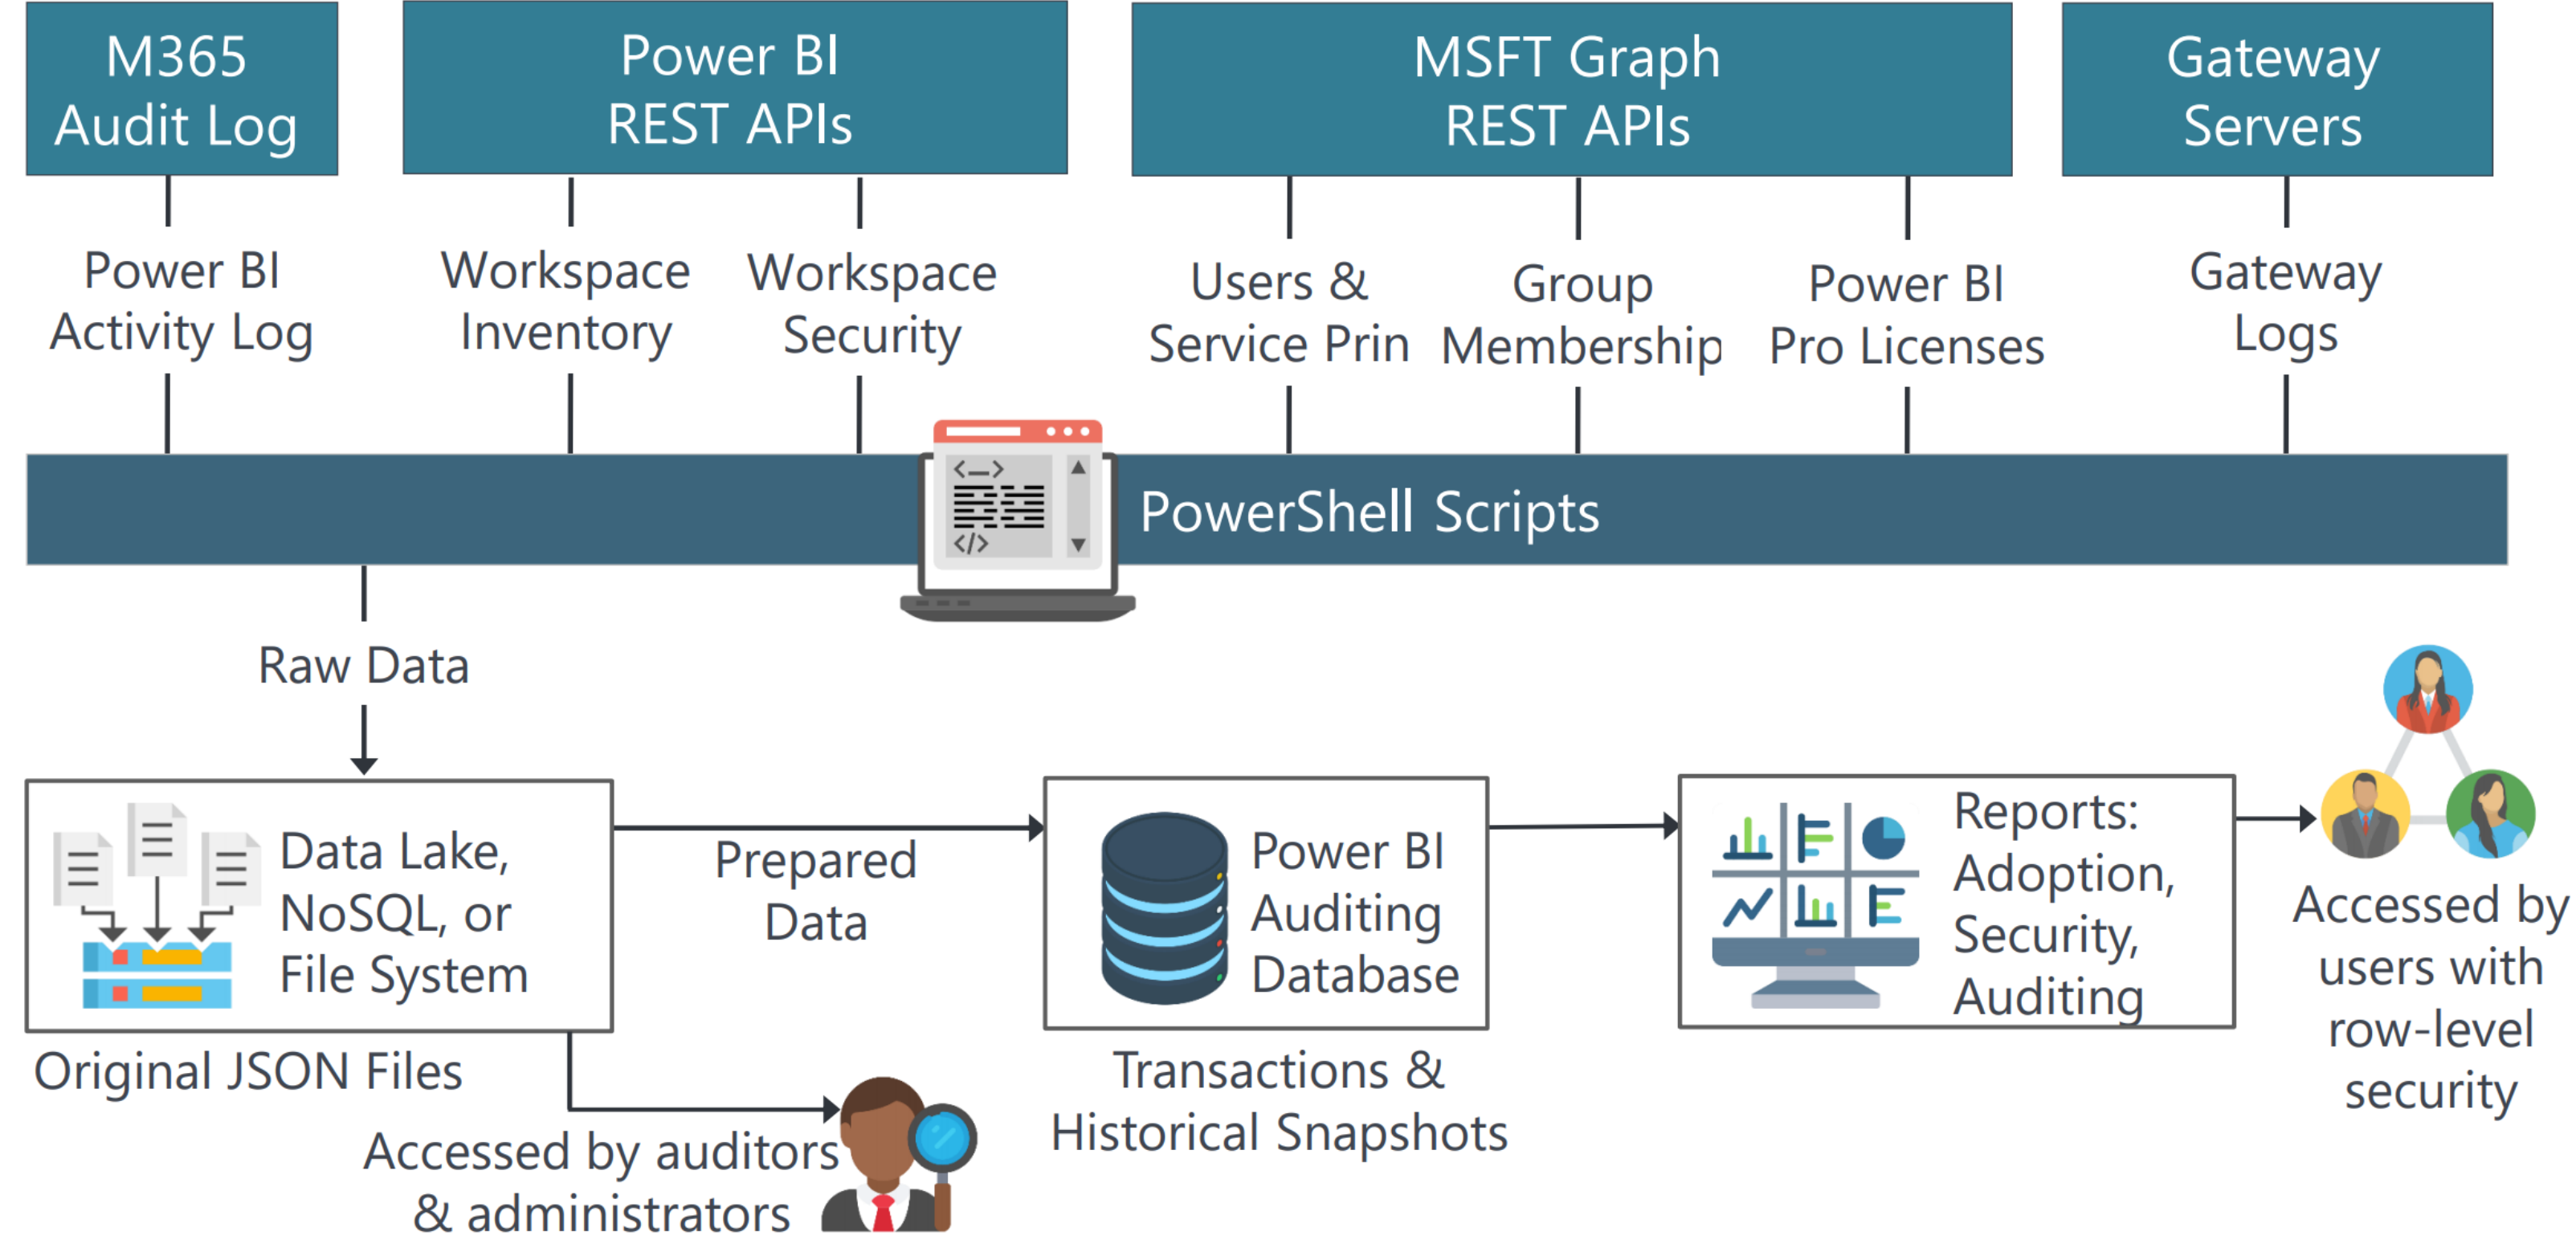 M365
Audit Log
Power BI
REST APIs
MSFT Graph
REST APIs
Gateway
Servers
Power BI
Activity Log
Workspace
Inventory
Workspace
Security
Users &
Service Prin
Group
Membership
Power BI
Pro Licenses
Gateway
Logs
<_>
</>
PowerShell Scripts
Raw Data
Data Lake,
NoSQL, or
File System
Original JSON Files
Prepared
Data
Accessed by auditors
& administrators
Power BI
Auditing
Database
Transactions &
Historical Snapshots
Reports:
Adoption,
Security,
Auditing
Accessed by
users with
row-level
security